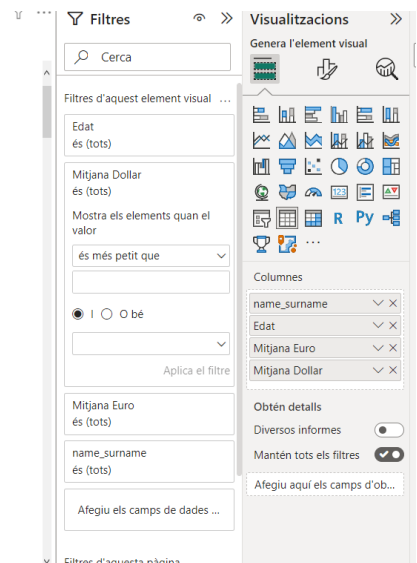 Filtres
Cerca
Filtres d'aquest element visual
Edat
és (tots)
Mitjana Dollar
és (tots)
Mostra els elements quan el
valor
és més petit que
I
O bé
Aplica el filtre
Mitjana Euro
és (tots)
name_surname
és (tots)
Afegiu els camps de dades ...
Filtres d'aquesta pàgina
Visualitzacions
Genera l'element visual
123
R
Py
Columnes
name_surname
Edat
Mitjana Euro
Mitjana Dollar
Obtén detalls
Diversos informes
Mantén tots els filtres
Afegiu aquí els camps d'ob...